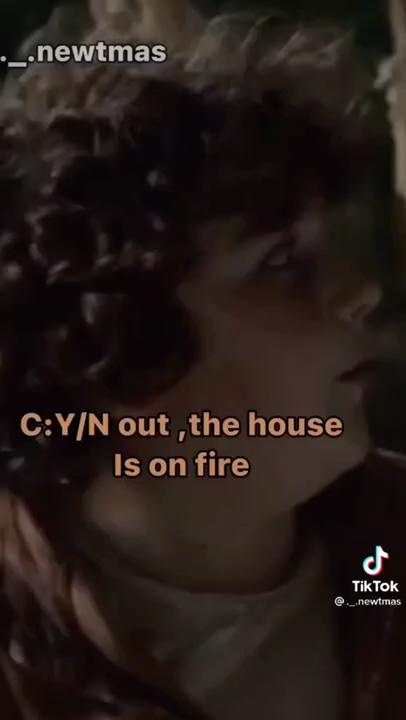 ._.newtmas
C:Y/N out ,the house
Is on fire
TikTok
@._.newtmas